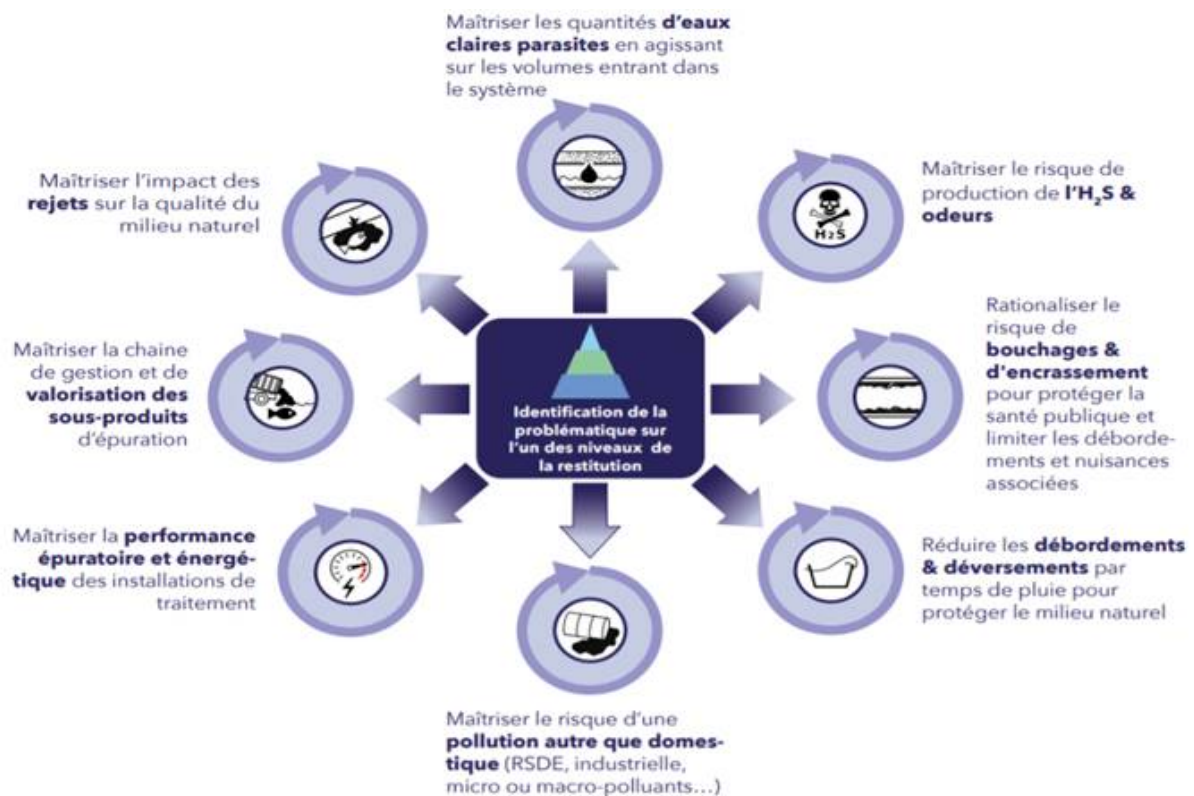 Maîtriser les quantités d'eaux
claires parasites en agissant
sur les volumes entrant dans
le système
Maîtriser l'impact des
rejets sur la qualité du
milieu naturel
H2S
Maîtriser le risque de
production de l'H₂S &
odeurs
Maîtriser la chaine
de gestion et de
valorisation des
sous-produits
d'épuration
Identification de la
problématique sur
l'un des niveaux de
la restitution
Rationaliser le
risque de
bouchages &
d'encrassement
pour protéger la
santé publique et
limiter les déborde-
ments et nuisances
associées
Maîtriser la performance
épuratoire et énergé-
tique des installations de
traitement
Réduire les débordements
& déversements par
temps de pluie pour
protéger le milieu naturel
Maîtriser le risque d'une
pollution autre que domes-
tique (RSDE, industrielle,
micro ou macro-polluants...)